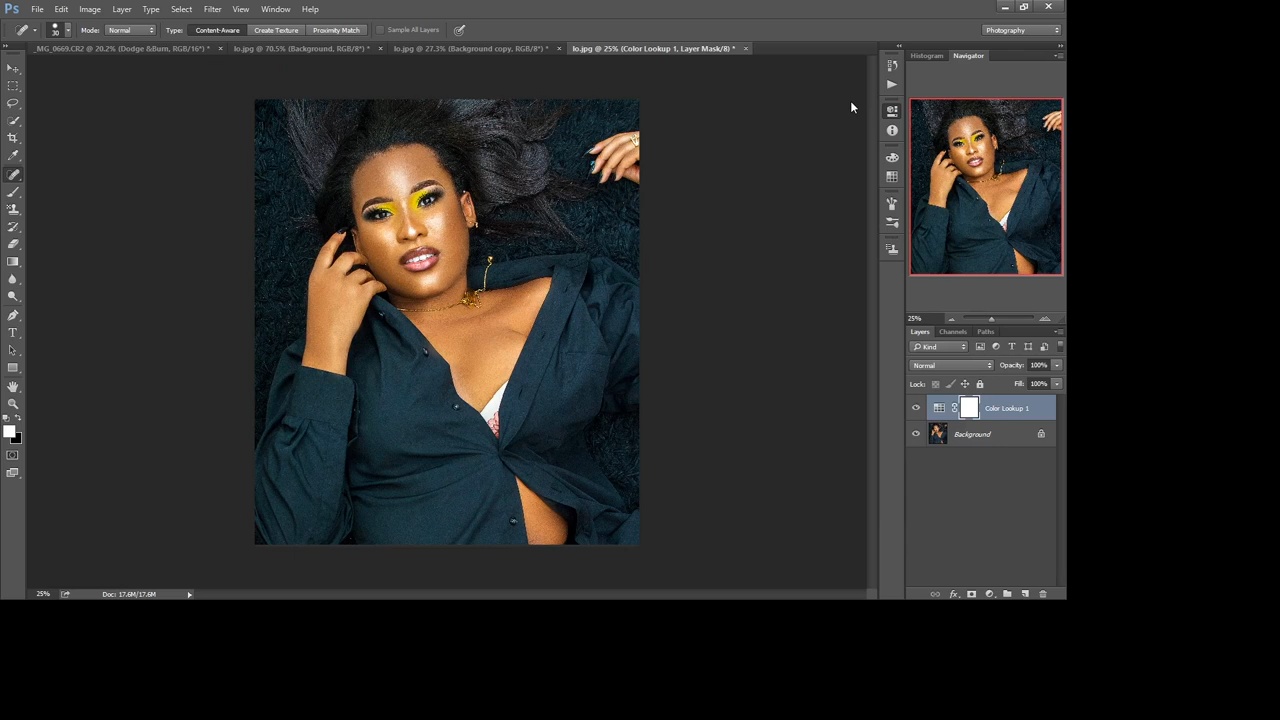 Ps File Edit Image Layer Type Select Filter View Window Help
30 Mode: Normal Type: Content-Aware Create Texture Proximity Match Sample All Layers Photography
_MG_0669.CR2 @ 20.2% (Dodge &Burn, RGB/16*) * × lo.jpg @ 70.5% (Background, RGB/8*) * × lo.jpg @ 27.3% (Background copy, RGB/8*) * × lo.jpg @ 25% (Color Lookup 1, Layer Mask/8) * ×
Histogram Navigator
25%
Layers Channels Paths
Kind
Normal Opacity: 100%
Lock: Fill: 100%
Color Lookup 1
Background
25% Doc: 17.6M/17.6M
fx